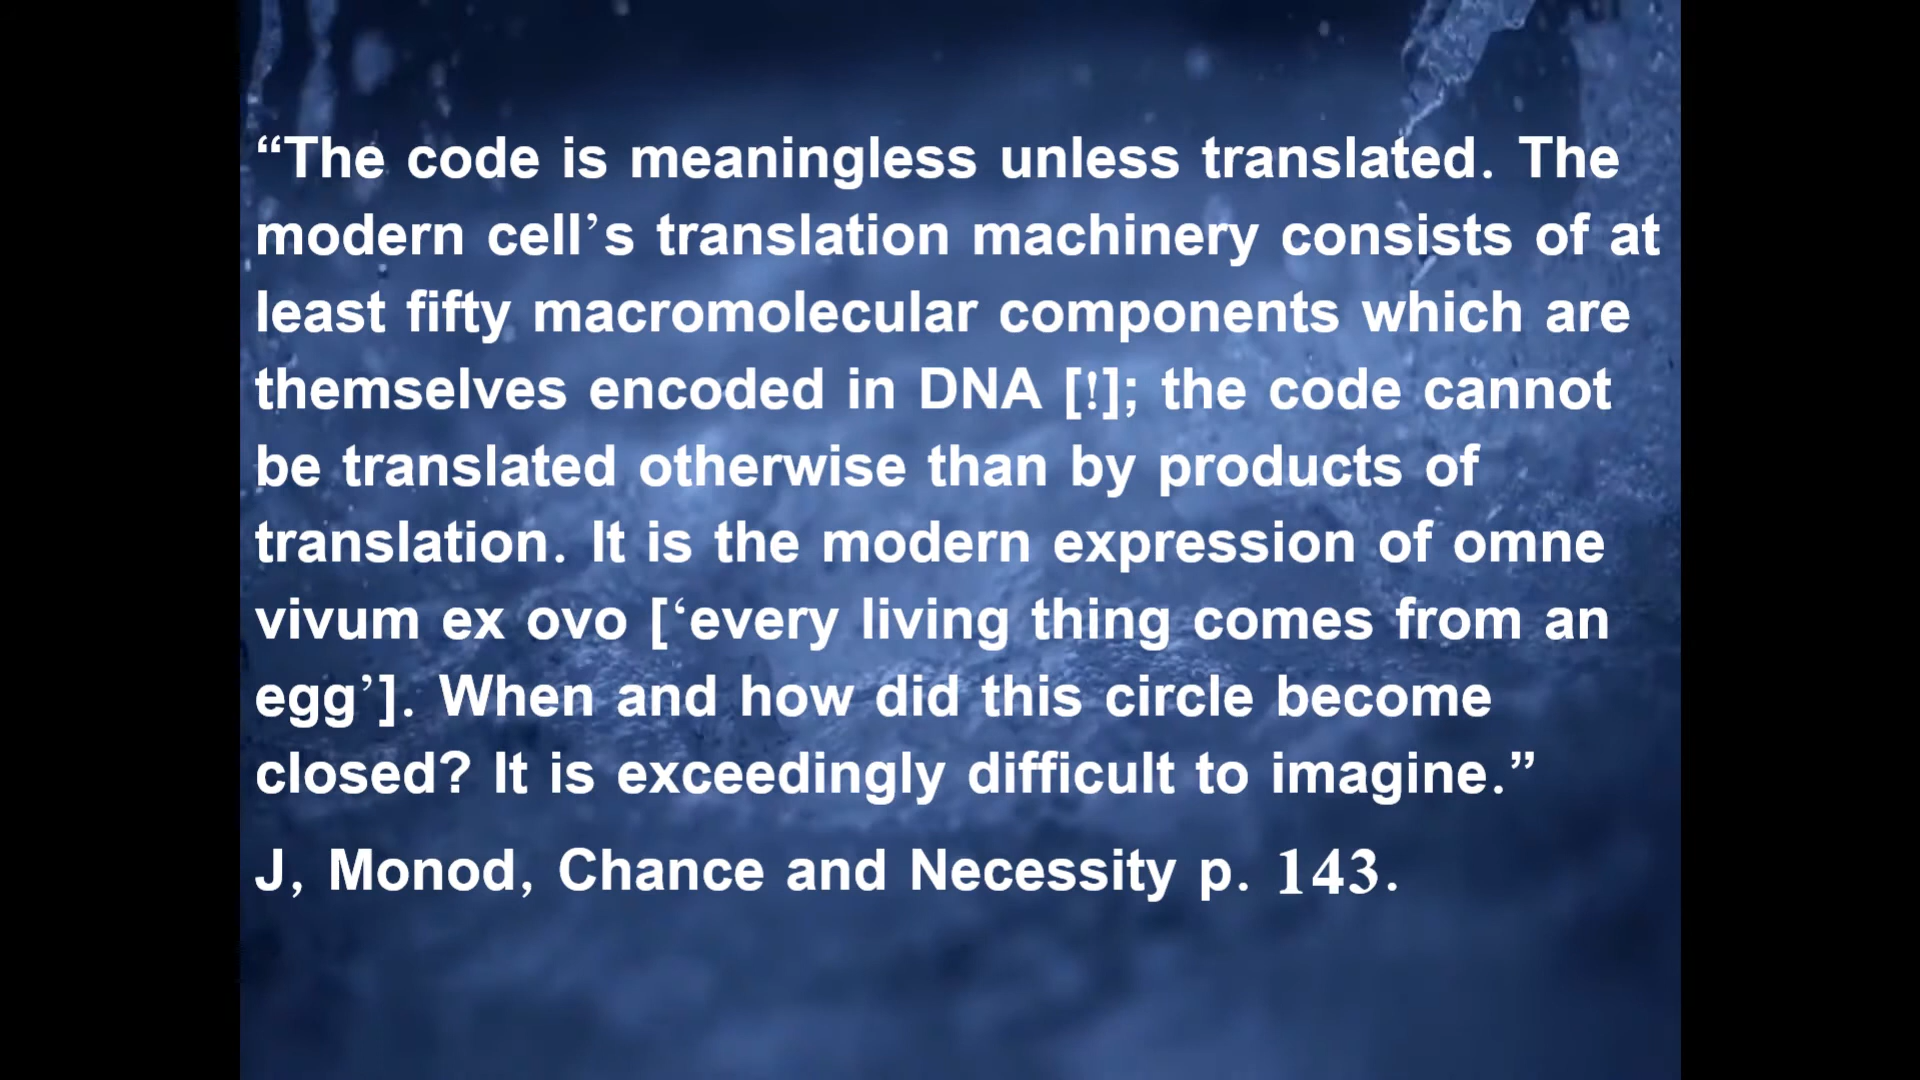 “The code is meaningless unless translated. The
modern cell’s translation machinery consists of at
least fifty macromolecular components which are
themselves encoded in DNA [!]; the code cannot
be translated otherwise than by products of
translation. It is the modern expression of omne
vivum ex ovo [‘every living thing comes from an
egg’]. When and how did this circle become
closed? It is exceedingly difficult to imagine.”
J, Monod, Chance and Necessity p. 143.